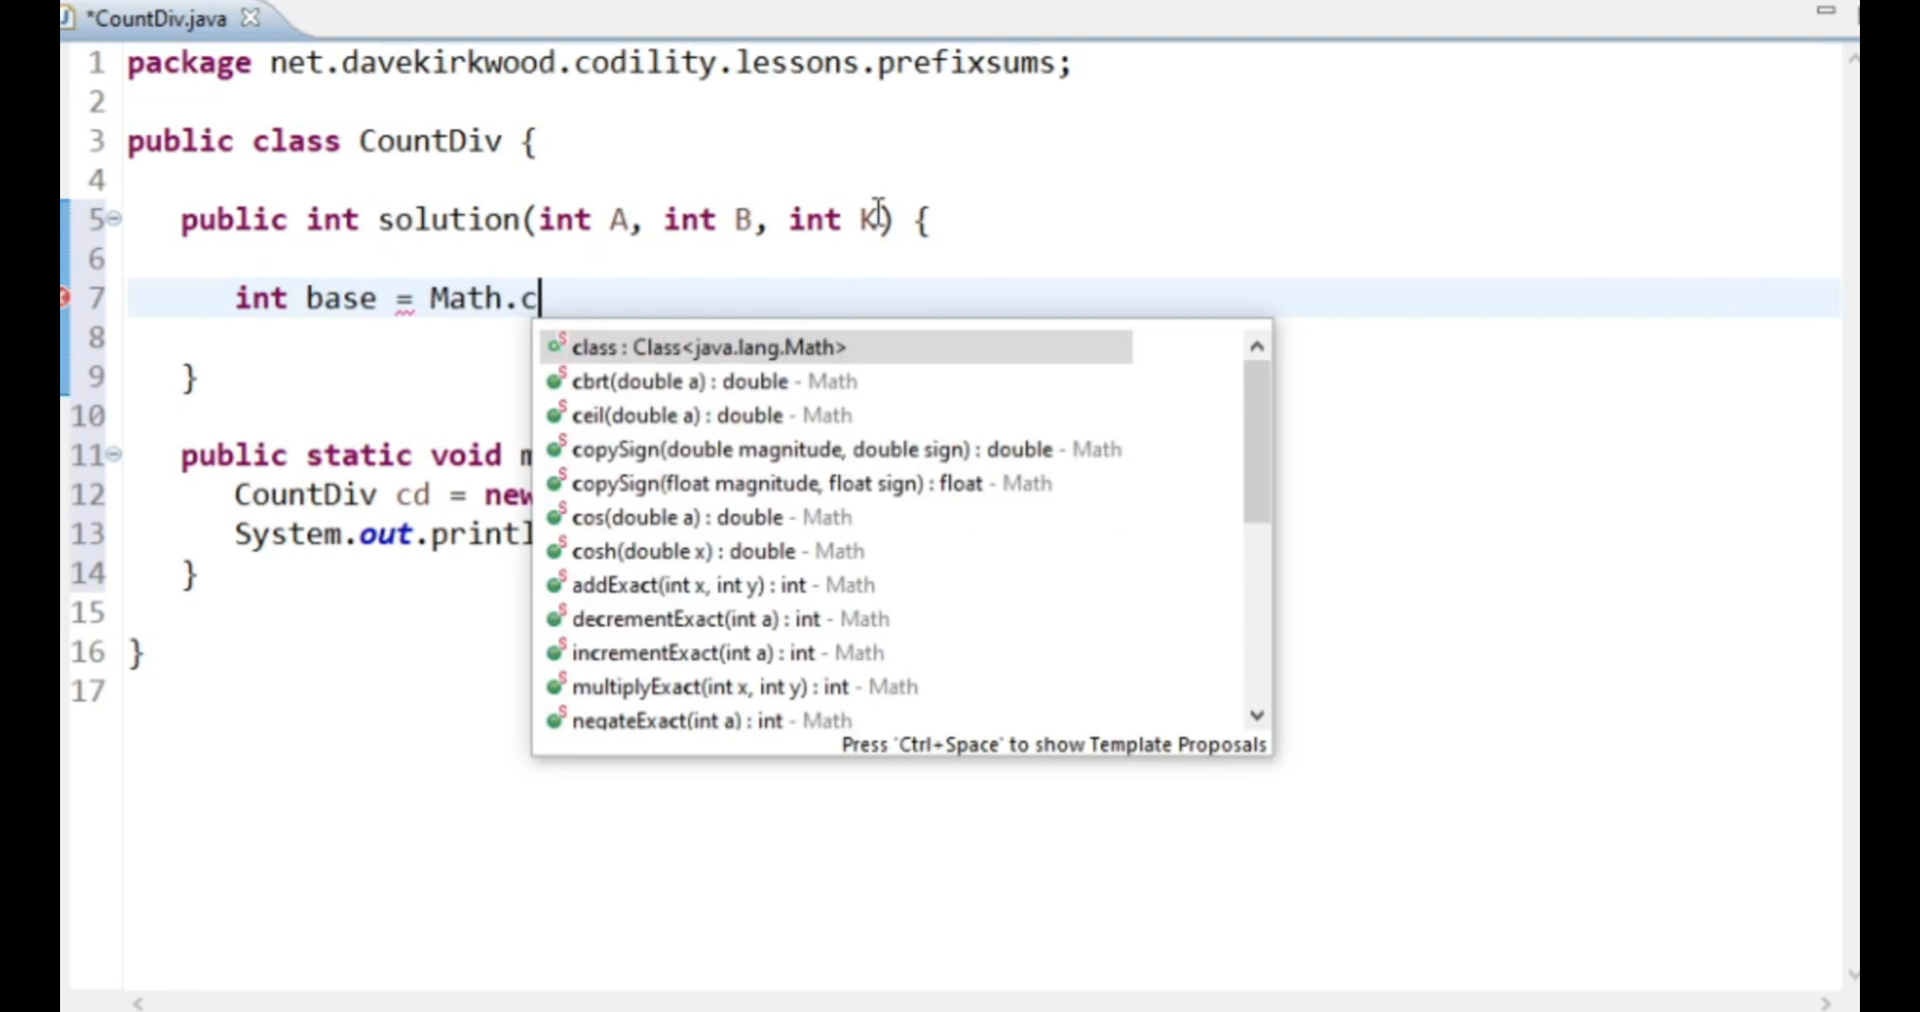 *CountDiv.java
1 package net.davekirkwood.codility.lessons.prefixsums;
2
3 public class CountDiv {
4
5 public int solution(int A, int B, int K) {
6
7 int base = Math.c
8
9 }
10
11 public static void m
12 CountDiv cd = new
13 System.out.printl
14 }
15
16 }
17
class : Class<java.lang.Math>
cbrt(double a) : double - Math
ceil(double a) : double - Math
copySign(double magnitude, double sign) : double - Math
copySign(float magnitude, float sign) : float - Math
cos(double a) : double - Math
cosh(double x) : double - Math
addExact(int x, int y) : int - Math
decrementExact(int a) : int - Math
incrementExact(int a) : int - Math
multiplyExact(int x, int y) : int - Math
negateExact(int a) : int - Math
Press 'Ctrl+Space' to show Template Proposals